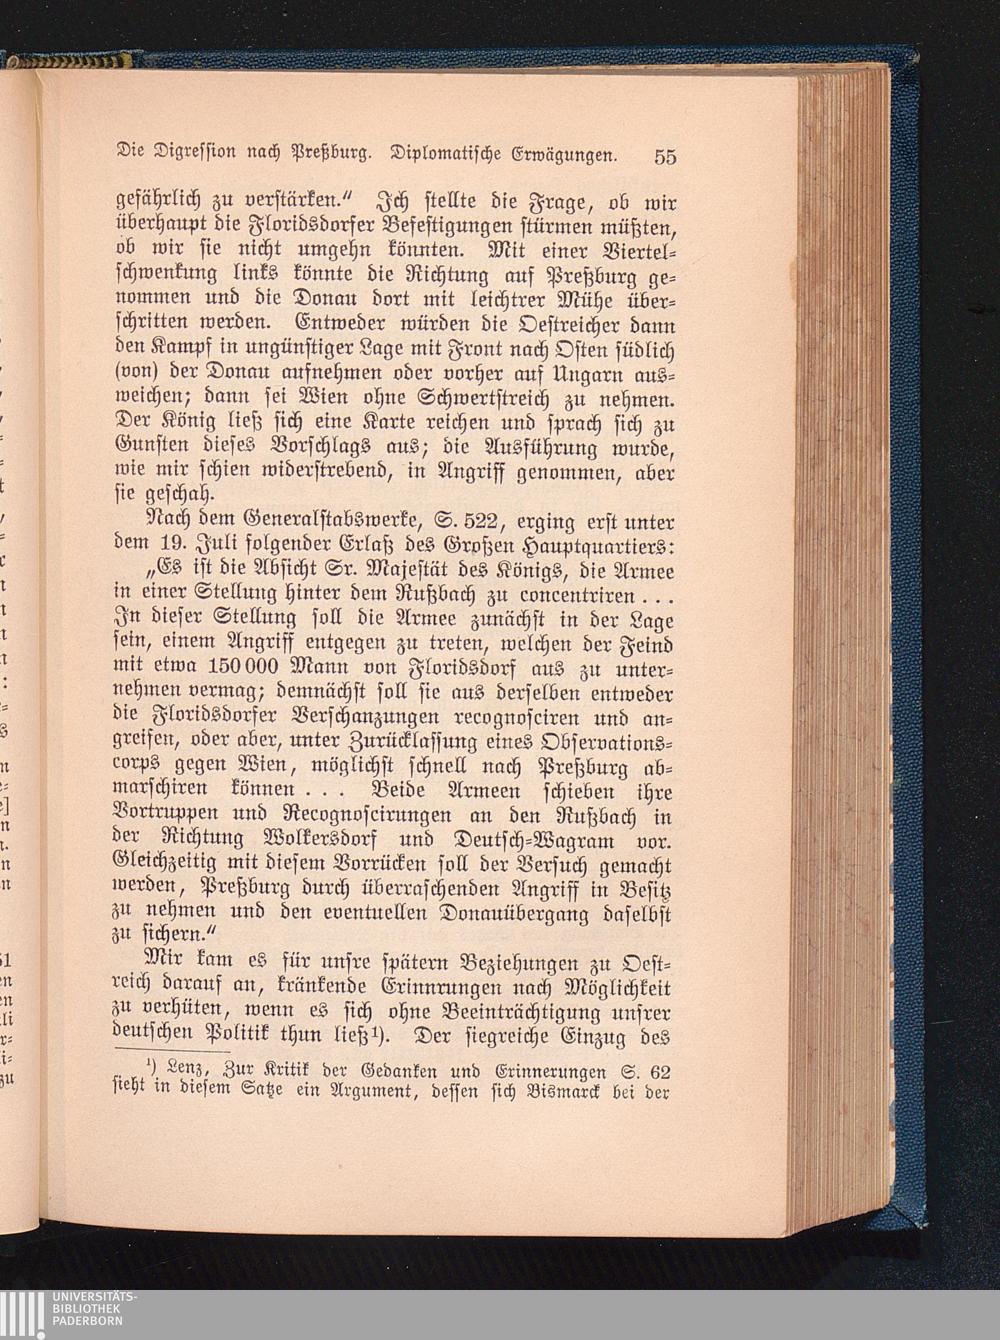 Die Digression nach Preßburg. Diplomatische Erwägungen. 55
gefährlich zu verstärken.“ Ich stellte die Frage, ob wir
überhaupt die Floridsdorfer Befestigungen stürmen müßten,
ob wir sie nicht umgehn könnten. Mit einer Viertel-
schwenkung links könnte die Richtung auf Preßburg ge-
nommen und die Donau dort mit leichtrer Mühe über-
schritten werden. Entweder würden die Oestreicher dann
den Kampf in ungünstiger Lage mit Front nach Osten südlich
(von) der Donau aufnehmen oder vorher auf Ungarn aus-
weichen; dann sei Wien ohne Schwertstreich zu nehmen.
Der König ließ sich eine Karte reichen und sprach sich zu
Gunsten dieses Vorschlags aus; die Ausführung wurde,
wie mir schien widerstrebend, in Angriff genommen, aber
sie geschah.
Nach dem Generalstabswerke, S. 522, erging erst unter
dem 19. Juli folgender Erlaß des Großen Hauptquartiers:
„Es ist die Absicht Sr. Majestät des Königs, die Armee
in einer Stellung hinter dem Rußbach zu concentriren . . .
In dieser Stellung soll die Armee zunächst in der Lage
sein, einem Angriff entgegen zu treten, welchen der Feind
mit etwa 150 000 Mann von Floridsdorf aus zu unter-
nehmen vermag; demnächst soll sie aus derselben entweder
die Floridsdorfer Verschanzungen recognosciren und an-
greifen, oder aber, unter Zurücklassung eines Observations-
corps gegen Wien, möglichst schnell nach Preßburg ab-
marschiren können . . . Beide Armeen schieben ihre
Vortruppen und Recognoscirungen an den Rußbach in
der Richtung Wolkersdorf und Deutsch-Wagram vor.
Gleichzeitig mit diesem Vorrücken soll der Versuch gemacht
werden, Preßburg durch überraschenden Angriff in Besitz
zu nehmen und den eventuellen Donauübergang daselbst
zu sichern.“
Mir kam es für unsre spätern Beziehungen zu Oest-
reich darauf an, kränkende Erinnrungen nach Möglichkeit
zu verhüten, wenn es sich ohne Beeinträchtigung unsrer
deutschen Politik thun ließ¹). Der siegreiche Einzug des
¹) Lenz, Zur Kritik der Gedanken und Erinnerungen S. 62
sieht in diesem Satze ein Argument, dessen sich Bismarck bei der
UNIVERSITÄTS-
BIBLIOTHEK
PADERBORN